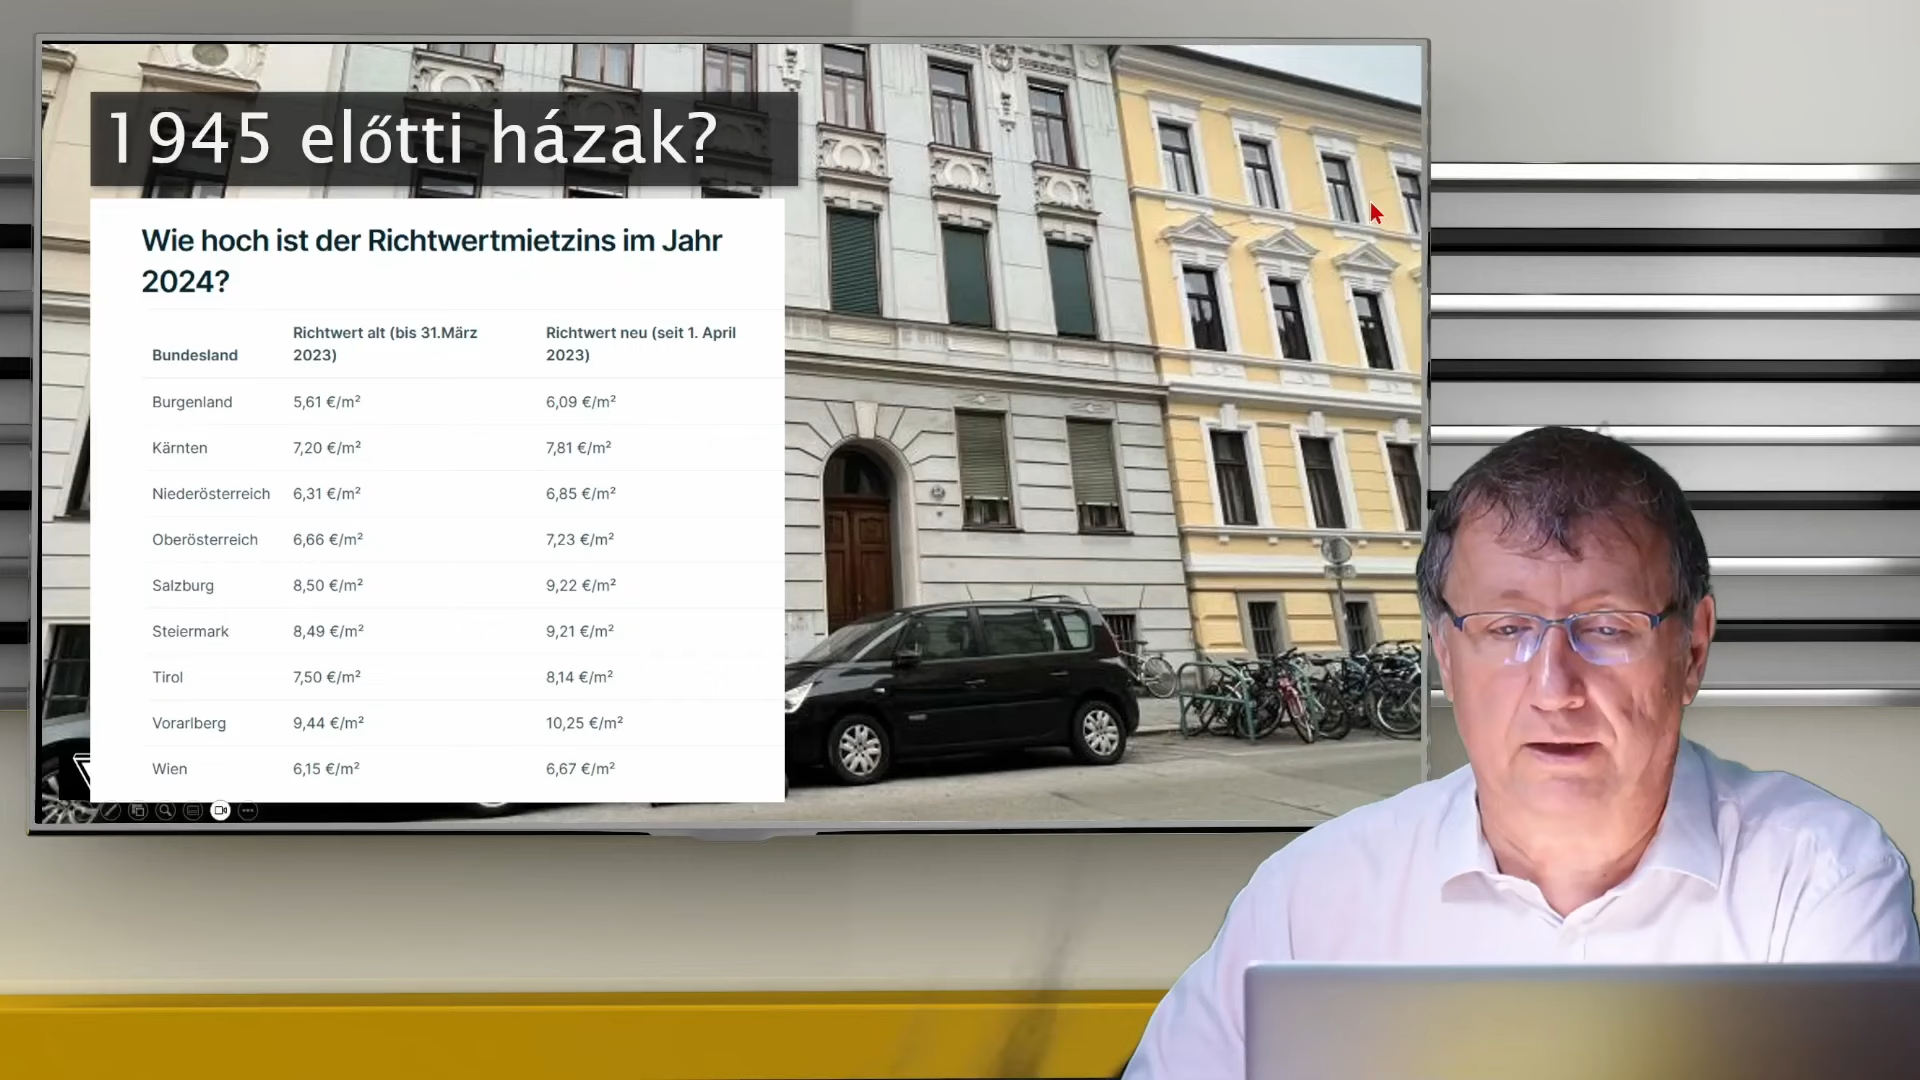 1945 előtti házak?
Wie hoch ist der Richtwertmietzins im Jahr
2024?
Bundesland Richtwert alt (bis 31.März 2023) Richtwert neu (seit 1. April 2023)
Burgenland 5,61 €/m² 6,09 €/m²
Kärnten 7,20 €/m² 7,81 €/m²
Niederösterreich 6,31 €/m² 6,85 €/m²
Oberösterreich 6,66 €/m² 7,23 €/m²
Salzburg 8,50 €/m² 9,22 €/m²
Steiermark 8,49 €/m² 9,21 €/m²
Tirol 7,50 €/m² 8,14 €/m²
Vorarlberg 9,44 €/m² 10,25 €/m²
Wien 6,15 €/m² 6,67 €/m²